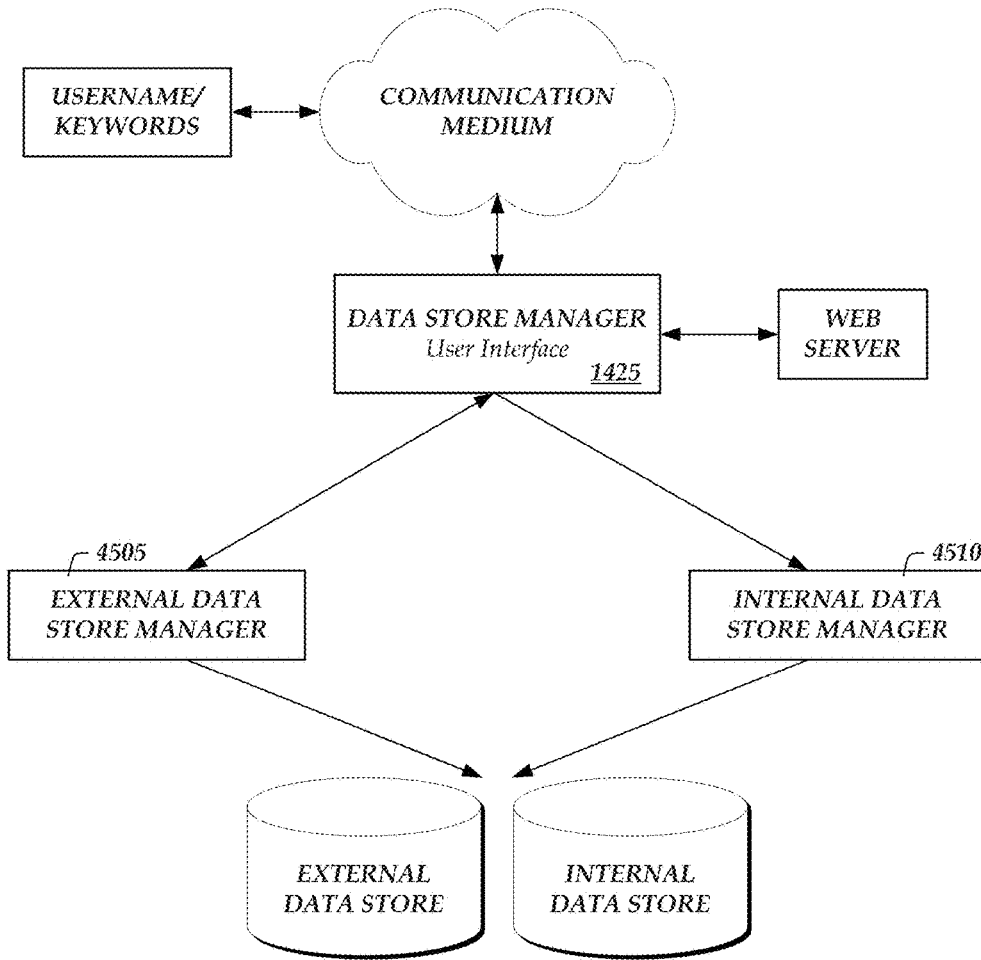 USERNAME/
KEYWORDS
COMMUNICATION
MEDIUM
DATA STORE MANAGER
User Interface
1425
WEB
SERVER
4505
EXTERNAL DATA
STORE MANAGER
4510
INTERNAL DATA
STORE MANAGER
EXTERNAL
DATA STORE
INTERNAL
DATA STORE